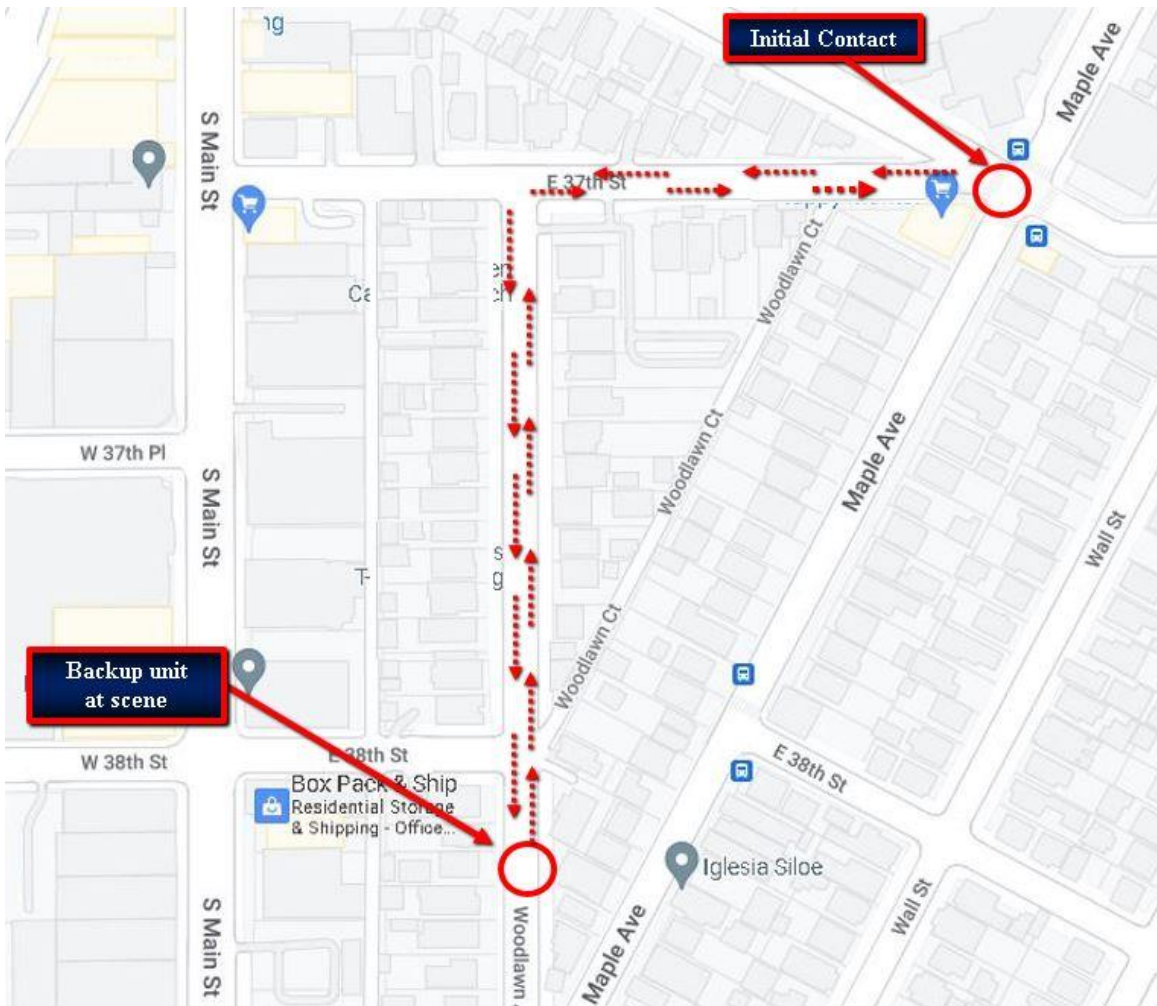 ng
Initial Contact
Maple Ave
S Main St
E 37th St
Woodlawn Ct
W 37th Pl
S Main St
Woodlawn Ct
Maple Ave
Wall St
Woodlawn Ct
Backup unit
at scene
W 38th St
E 38th St
E 38th St
Box Pack & Ship
Residential Storage
& Shipping - Office...
Iglesia Siloe
Wall St
S Main St
Woodlawn
Maple Ave